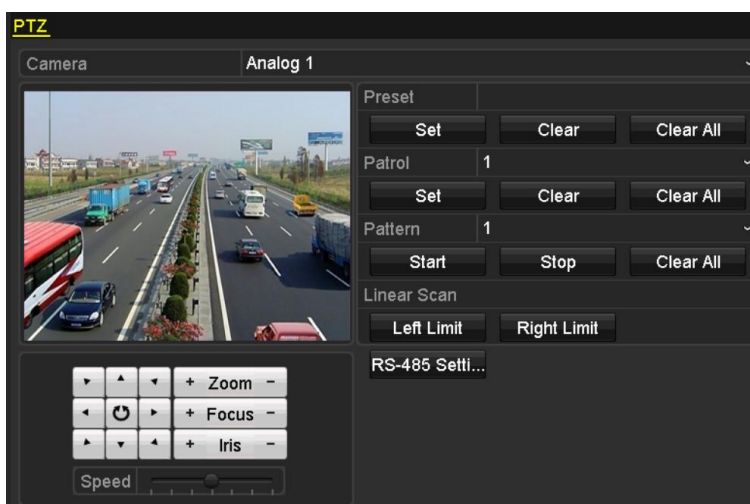 PTZ
Camera Analog 1
Preset
Set Clear Clear All
Patrol 1
Set Clear Clear All
Pattern 1
Start Stop Clear All
Linear Scan
Left Limit Right Limit
RS-485 Setti...
+ Zoom -
+ Focus -
+ Iris -
Speed